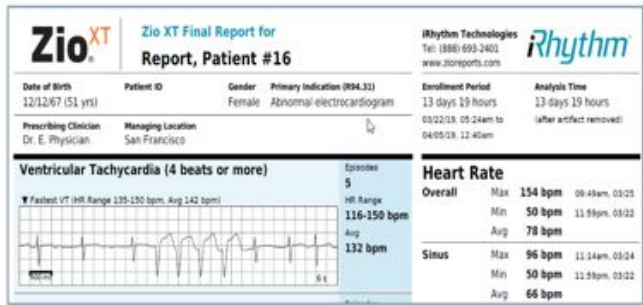 Zio XT
Zio XT Final Report for
Report, Patient #16
iRhythm Technologies
Tel: (888) 693-2401
www.zioreports.com
iRhythm
Date of Birth
12/12/67 (51 yrs)
Patient ID
Gender
Female
Primary Indication (R94.31)
Abnormal electrocardiogram
Enrollment Period
13 days 19 hours
03/22/19, 05:24am to
04/05/19, 12:40am
Analysis Time
13 days 19 hours
(after artifact removed)
Prescribing Clinician
Dr. E. Physician
Managing Location
San Francisco
Ventricular Tachycardia (4 beats or more)
▼ Fastest VT (HR Range 135-150 bpm, Avg 142 bpm)
6 s
Episodes
5
HR Range
116-150 bpm
Avg
132 bpm
Heart Rate
Overall Max 154 bpm 09:49am, 03/25
Min 50 bpm 11:59pm, 03/22
Avg 78 bpm
Sinus Max 96 bpm 11:14am, 03/24
Min 50 bpm 11:59pm, 03/22
Avg 66 bpm